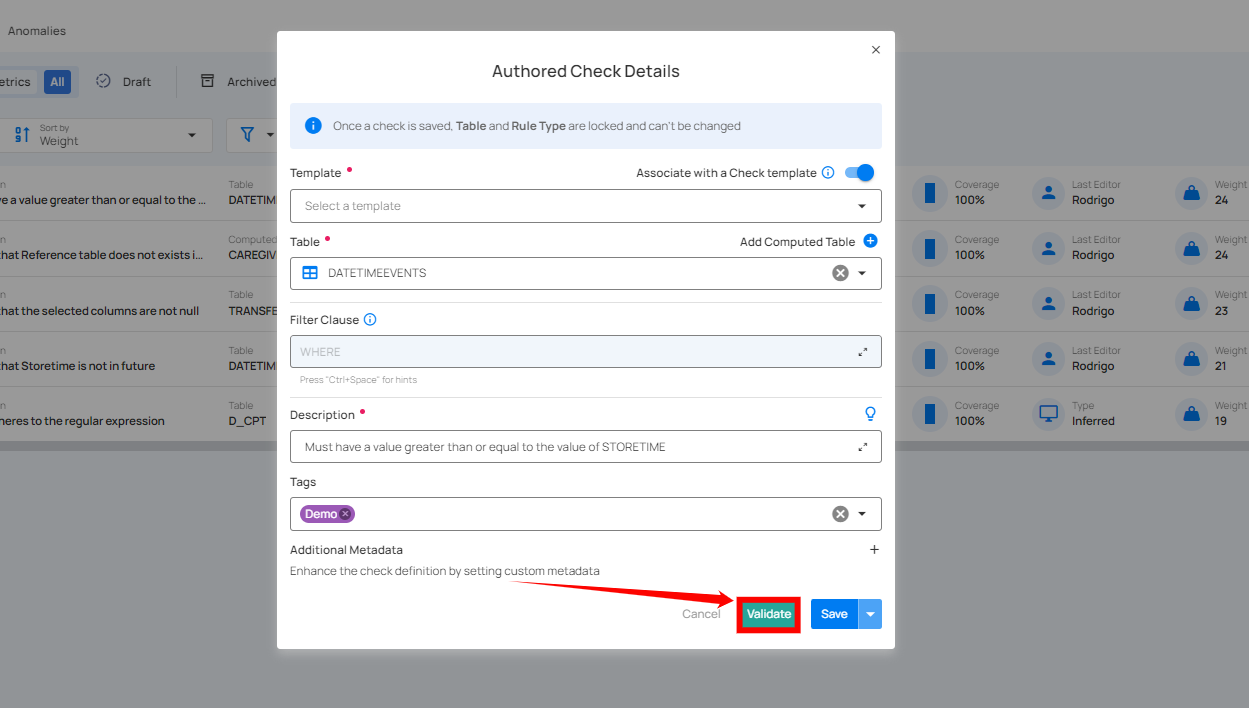 Anomalies
etrics All Draft Archived
Sort by
Weight
Table
e a value greater than or equal to the ... DATETIM
Computed
hat Reference table does not exists i... CAREGIV
Table
hat the selected columns are not null TRANSFE
Table
hat Storetime is not in future DATETIM
Table
heres to the regular expression D_CPT
Authored Check Details
Once a check is saved, Table and Rule Type are locked and can't be changed
Template Associate with a Check template
Select a template
Table Add Computed Table
DATETIMEEVENTS
Filter Clause
WHERE
Press "Ctrl+Space" for hints
Description
Must have a value greater than or equal to the value of STORETIME
Tags
Demo
Additional Metadata
Enhance the check definition by setting custom metadata
Cancel Validate Save
Coverage Last Editor Weight
100% Rodrigo 24
Coverage Last Editor Weight
100% Rodrigo 24
Coverage Last Editor Weight
100% Rodrigo 23
Coverage Last Editor Weight
100% Rodrigo 21
Coverage Type Weight
100% Inferred 19